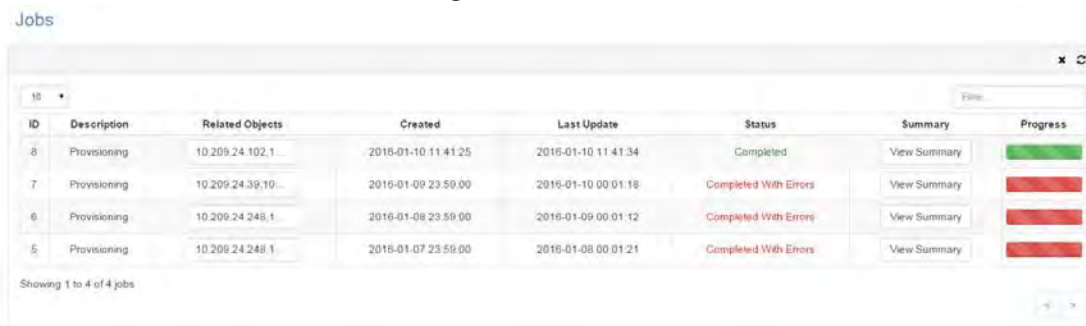 Jobs
10
Filter...
ID Description Related Objects Created Last Update Status Summary Progress
8 Provisioning 10.209.24.102,1... 2016-01-10 11:41:25 2016-01-10 11:41:34 Completed View Summary
7 Provisioning 10.209.24.39,10... 2016-01-09 23:59:00 2016-01-10 00:01:18 Completed With Errors View Summary
6 Provisioning 10.209.24.248,1... 2016-01-08 23:59:00 2016-01-09 00:01:12 Completed With Errors View Summary
5 Provisioning 10.209.24.248,1... 2016-01-07 23:59:00 2016-01-08 00:01:21 Completed With Errors View Summary
Showing 1 to 4 of 4 jobs
< >